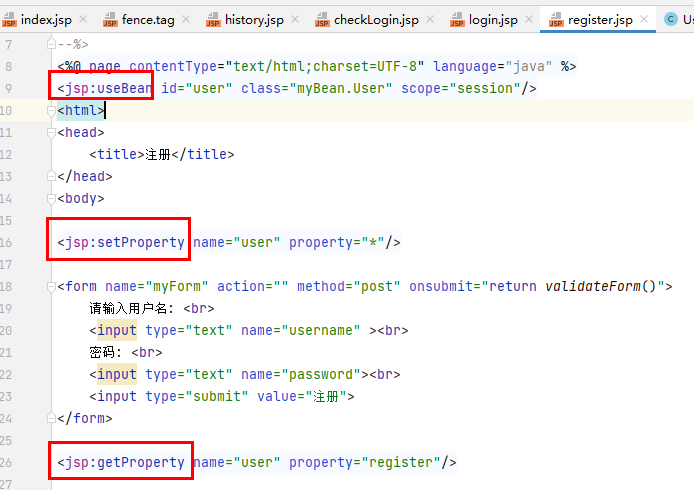 index.jsp fence.tag history.jsp checkLogin.jsp login.jsp register.jsp Us
7 --%>
8 <%@ page contentType="text/html;charset=UTF-8" language="java" %>
9 <jsp:useBean id="user" class="myBean.User" scope="session"/>
10 <html>
11 <head>
12 <title>注册</title>
13 </head>
14 <body>
15
16 <jsp:setProperty name="user" property="*"/>
17
18 <form name="myForm" action="" method="post" onsubmit="return validateForm()">
19 请输入用户名: <br>
20 <input type="text" name="username" ><br>
21 密码: <br>
22 <input type="text" name="password"><br>
23 <input type="submit" value="注册">
24 </form>
25
26 <jsp:getProperty name="user" property="register"/>
27